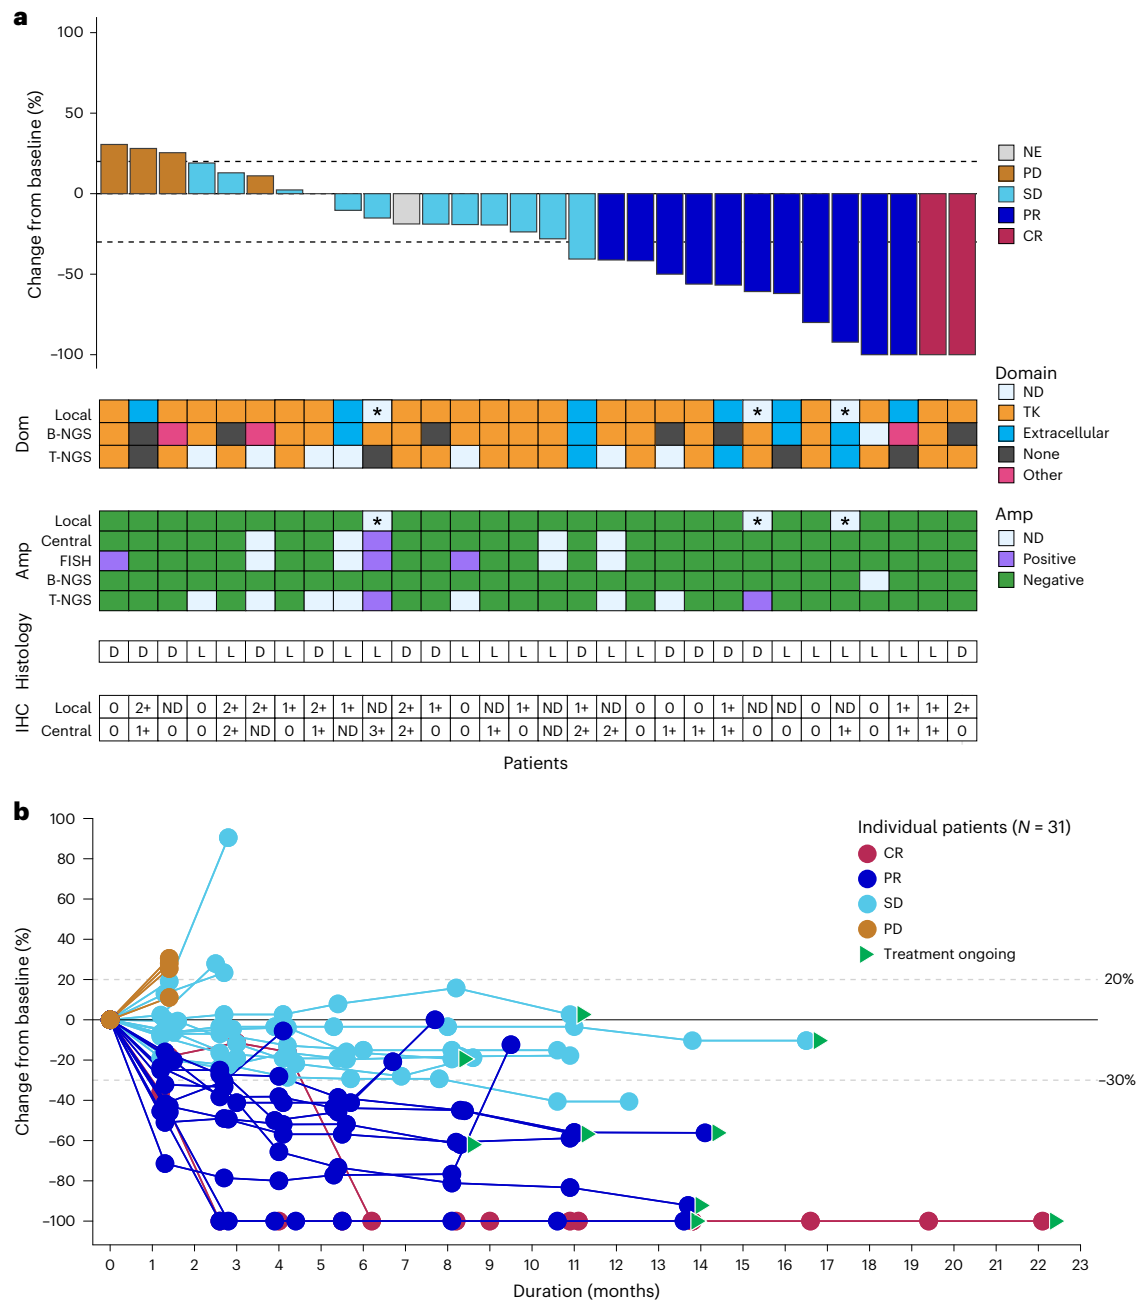 a
Change from baseline (%)
100
50
0
–50
–100
NE
PD
SD
PR
CR
Dom
Local
* * *
B-NGS
T-NGS
Domain
ND
TK
Extracellular
None
Other
Amp
Local
* * *
Central
FISH
B-NGS
T-NGS
Amp
ND
Positive
Negative
Histology
D D D L L D L D L L D D L L L L D L L D D D D L L L L L L D
IHC
Local 0 2+ ND 0 2+ 2+ 1+ 2+ 1+ ND 2+ 1+ 0 ND 1+ ND 1+ ND 0 0 0 1+ ND ND 0 ND 0 1+ 1+ 2+
Central 0 1+ 0 0 2+ ND 0 1+ ND 3+ 2+ 0 0 1+ 0 ND 2+ 2+ 0 1+ 1+ 1+ 0 0 0 1+ 0 1+ 1+ 0
Patients
b
Change from baseline (%)
100
80
60
40
20
0
–20
–40
–60
–80
–100
20%
–30%
Individual patients (N = 31)
CR
PR
SD
PD
Treatment ongoing
0 1 2 3 4 5 6 7 8 9 10 11 12 13 14 15 16 17 18 19 20 21 22 23
Duration (months)